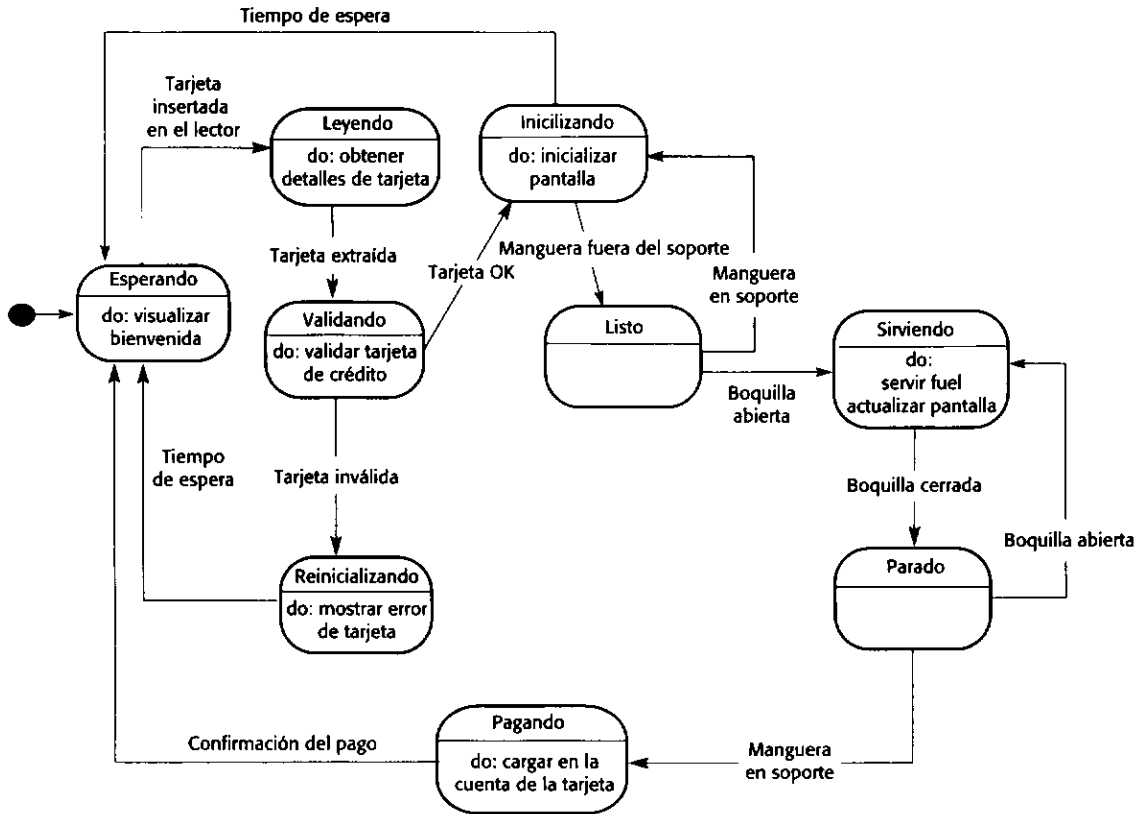 Tiempo de espera
Tarjeta
insertada
en el lector
Leyendo
do: obtener
detalles de tarjeta
Inicilizando
do: inicializar
pantalla
Tarjeta extraída
Tarjeta OK
Manguera fuera del soporte
Manguera
en soporte
Esperando
do: visualizar
bienvenida
Validando
do: validar tarjeta
de crédito
Listo
Sirviendo
do:
servir fuel
actualizar pantalla
Boquilla
abierta
Tiempo
de espera
Tarjeta inválida
Boquilla cerrada
Boquilla abierta
Reinicializando
do: mostrar error
de tarjeta
Parado
Confirmación del pago
Pagando
do: cargar en la
cuenta de la tarjeta
Manguera
en soporte